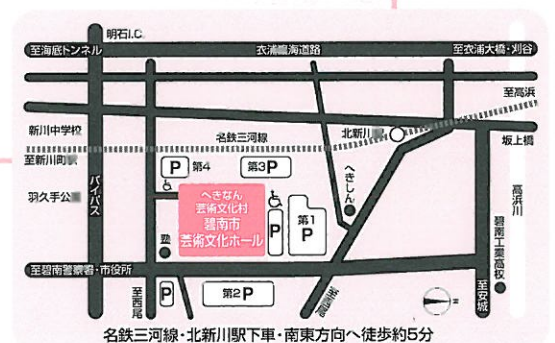 明石I.C.
至海底トンネル
衣浦臨海道路
至衣浦大橋・刈谷
至高浜
新川中学校
名鉄三河線
北新川駅
坂上橋
至新川町駅
P 第4
第3 P
へきしん
羽久手公園
バイパス
へきなん
芸術文化村
碧南市
芸術文化ホール
P
第1
P
高浜川
碧南工業高校
塾
至碧南警察署・市役所
至西尾
P
第2 P
至安城
名鉄三河線・北新川駅下車・南東方向へ徒歩約5分